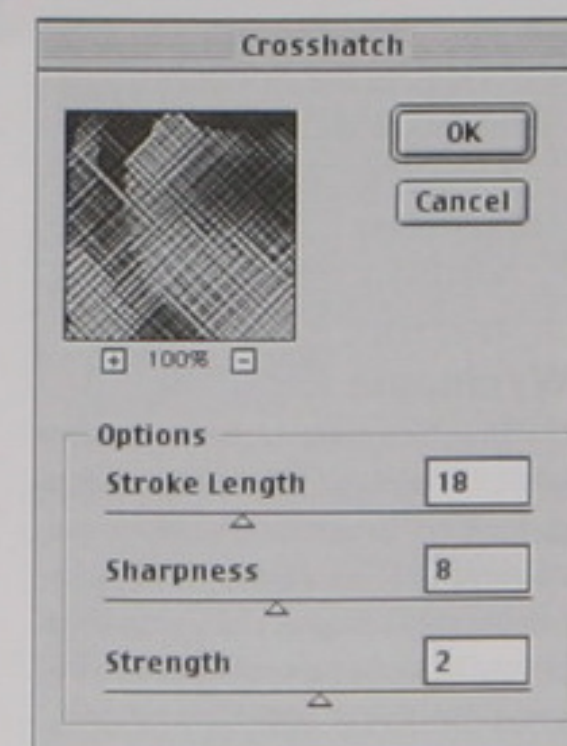 Crosshatch
OK
Cancel
+ 100% −
Options
Stroke Length 18
Sharpness 8
Strength 2